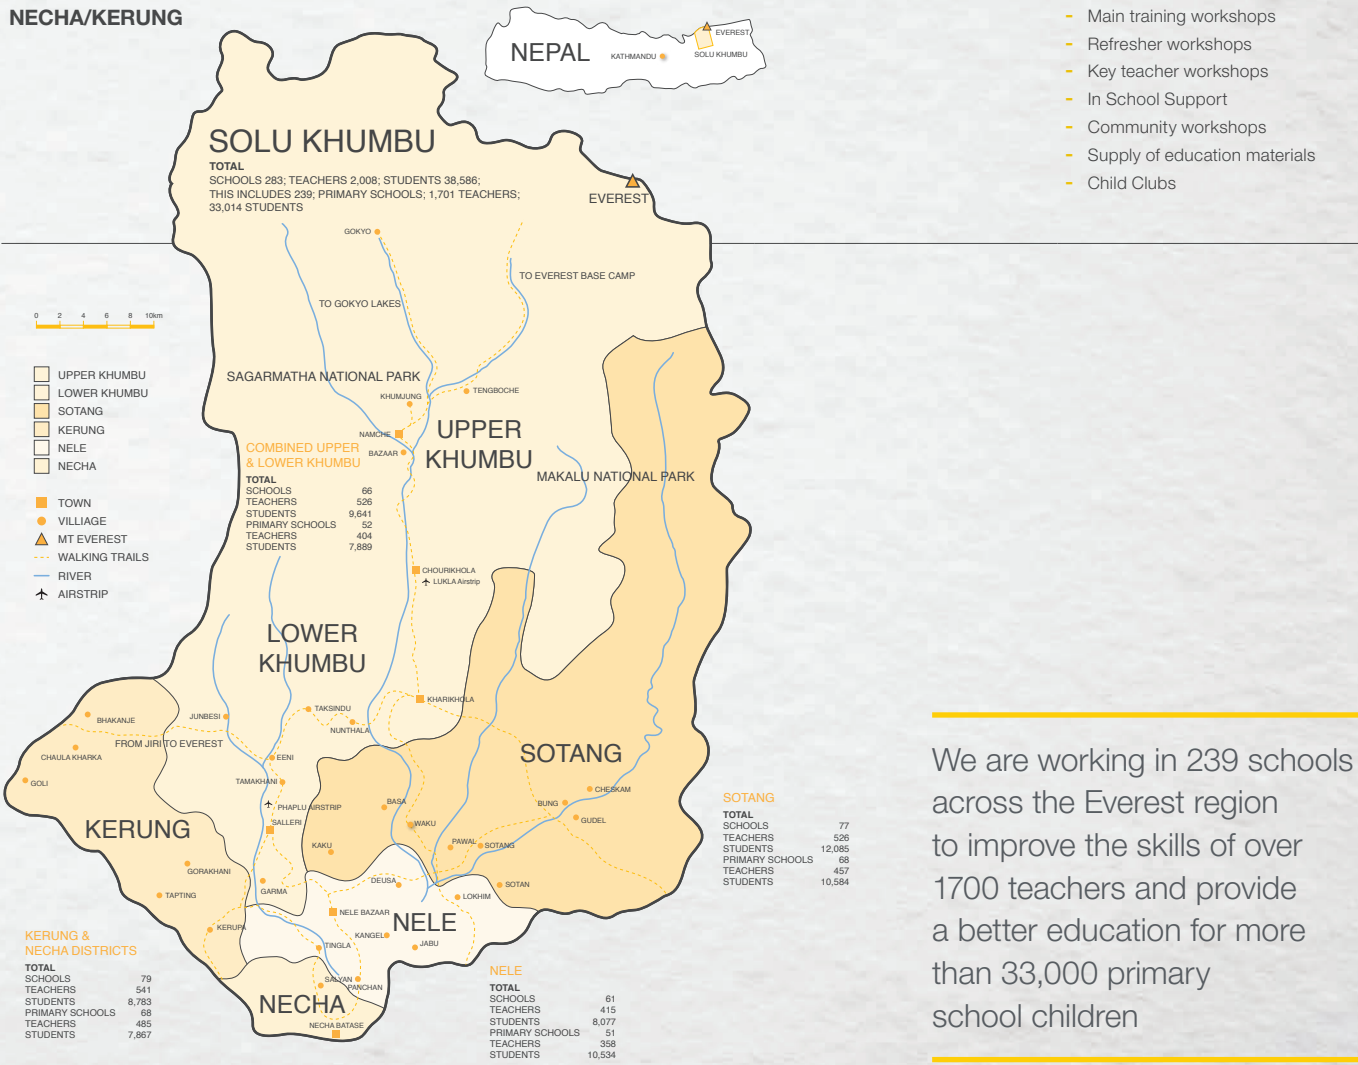 NECHA/KERUNG
NEPAL
KATHMANDU
EVEREST
SOLU KHUMBU
- Main training workshops
- Refresher workshops
- Key teacher workshops
- In School Support
- Community workshops
- Supply of education materials
- Child Clubs
SOLU KHUMBU
TOTAL
SCHOOLS 283; TEACHERS 2,008; STUDENTS 38,586;
THIS INCLUDES 239; PRIMARY SCHOOLS; 1,701 TEACHERS;
33,014 STUDENTS
EVEREST
GOKYO
TO EVEREST BASE CAMP
TO GOKYO LAKES
0 2 4 6 8 10km
UPPER KHUMBU
LOWER KHUMBU
SOTANG
KERUNG
NELE
NECHA
TOWN
VILLIAGE
MT EVEREST
WALKING TRAILS
RIVER
AIRSTRIP
SAGARMATHA NATIONAL PARK
KHUMJUNG
TENGBOCHE
NAMCHE
BAZAAR
UPPER
KHUMBU
MAKALU NATIONAL PARK
COMBINED UPPER
& LOWER KHUMBU
TOTAL
SCHOOLS 66
TEACHERS 526
STUDENTS 9,641
PRIMARY SCHOOLS 52
TEACHERS 404
STUDENTS 7,889
CHOURIKHOLA
LUKLA Airstrip
LOWER
KHUMBU
KHARIKHOLA
TAKSINDU
NUNTHALA
JUNBESI
BHAKANJE
FROM JIRI TO EVEREST
CHAULA KHARKA
GOLI
EENI
TAMAKHANI
PHAPLU AIRSTRIP
SALLERI
KERUNG
SOTANG
CHESKAM
BUNG
GUDEL
BASA
WAKU
PAWAL
SOTANG
KAKU
GORAKHANI
TAPTING
GARMA
DEUSA
SOTAN
LOKHIM
NELE BAZAAR
NELE
KERUPA
KANGEL
JABU
TINGLA
SALYAN
PANCHAN
NECHA
NECHA BATASE
SOTANG
TOTAL
SCHOOLS 77
TEACHERS 526
STUDENTS 12,085
PRIMARY SCHOOLS 68
TEACHERS 457
STUDENTS 10,584
KERUNG &
NECHA DISTRICTS
TOTAL
SCHOOLS 79
TEACHERS 541
STUDENTS 8,783
PRIMARY SCHOOLS 68
TEACHERS 485
STUDENTS 7,867
NELE
TOTAL
SCHOOLS 61
TEACHERS 415
STUDENTS 8,077
PRIMARY SCHOOLS 51
TEACHERS 358
STUDENTS 10,534
We are working in 239 schools
across the Everest region
to improve the skills of over
1700 teachers and provide
a better education for more
than 33,000 primary
school children